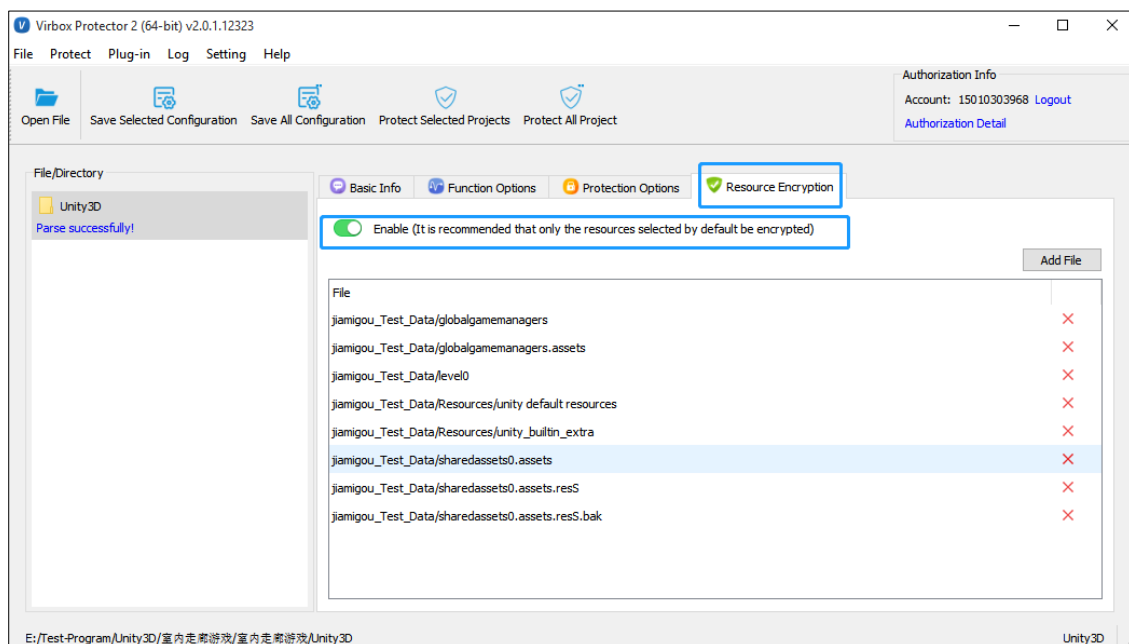 Virbox Protector 2 (64-bit) v2.0.1.12323
File Protect Plug-in Log Setting Help
Authorization Info
Account: 15010303968 Logout
Authorization Detail
Open File Save Selected Configuration Save All Configuration Protect Selected Projects Protect All Project
File/Directory
Unity3D
Parse successfully!
Basic Info Function Options Protection Options Resource Encryption
Enable (It is recommended that only the resources selected by default be encrypted)
Add File
File
jiamigou_Test_Data/globalgamemanagers
jiamigou_Test_Data/globalgamemanagers.assets
jiamigou_Test_Data/level0
jiamigou_Test_Data/Resources/unity default resources
jiamigou_Test_Data/Resources/unity_builtin_extra
jiamigou_Test_Data/sharedassets0.assets
jiamigou_Test_Data/sharedassets0.assets.resS
jiamigou_Test_Data/sharedassets0.assets.resS.bak
E:/Test-Program/Unity3D/室内走廊游戏/室内走廊游戏/Unity3D Unity3D